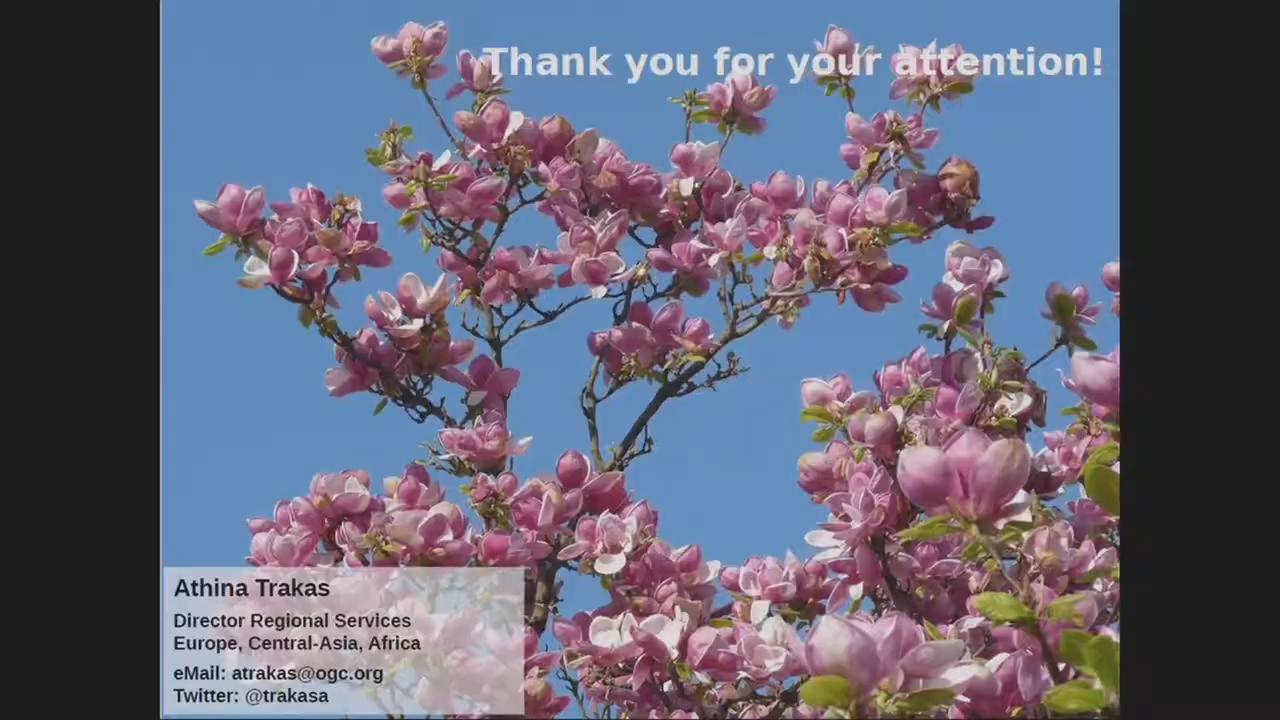 Thank you for your attention!
Athina Trakas
Director Regional Services
Europe, Central-Asia, Africa
eMail: atrakas@ogc.org
Twitter: @trakasa